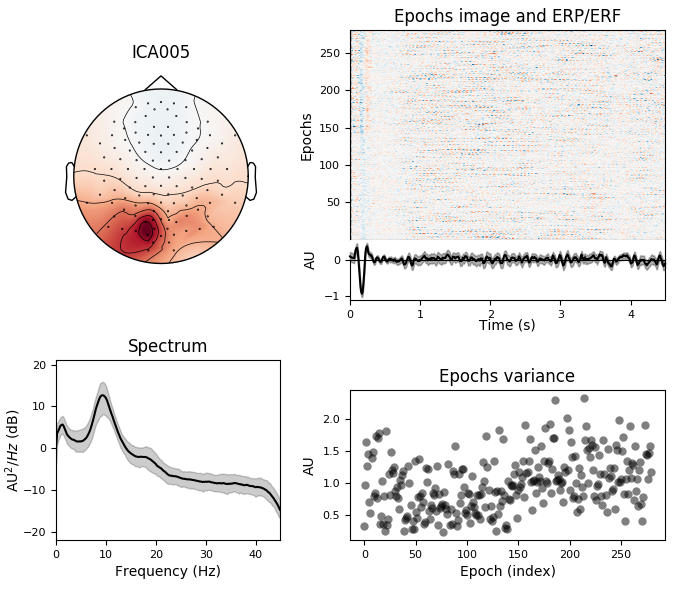 ICA005
Epochs image and ERP/ERF
Epochs
250
200
150
100
50
AU
0
−1
0 1 2 3 4
Time (s)
Spectrum
AU²/Hz (dB)
20
10
0
−10
−20
0 10 20 30 40
Frequency (Hz)
Epochs variance
AU
2.0
1.5
1.0
0.5
0 50 100 150 200 250
Epoch (index)